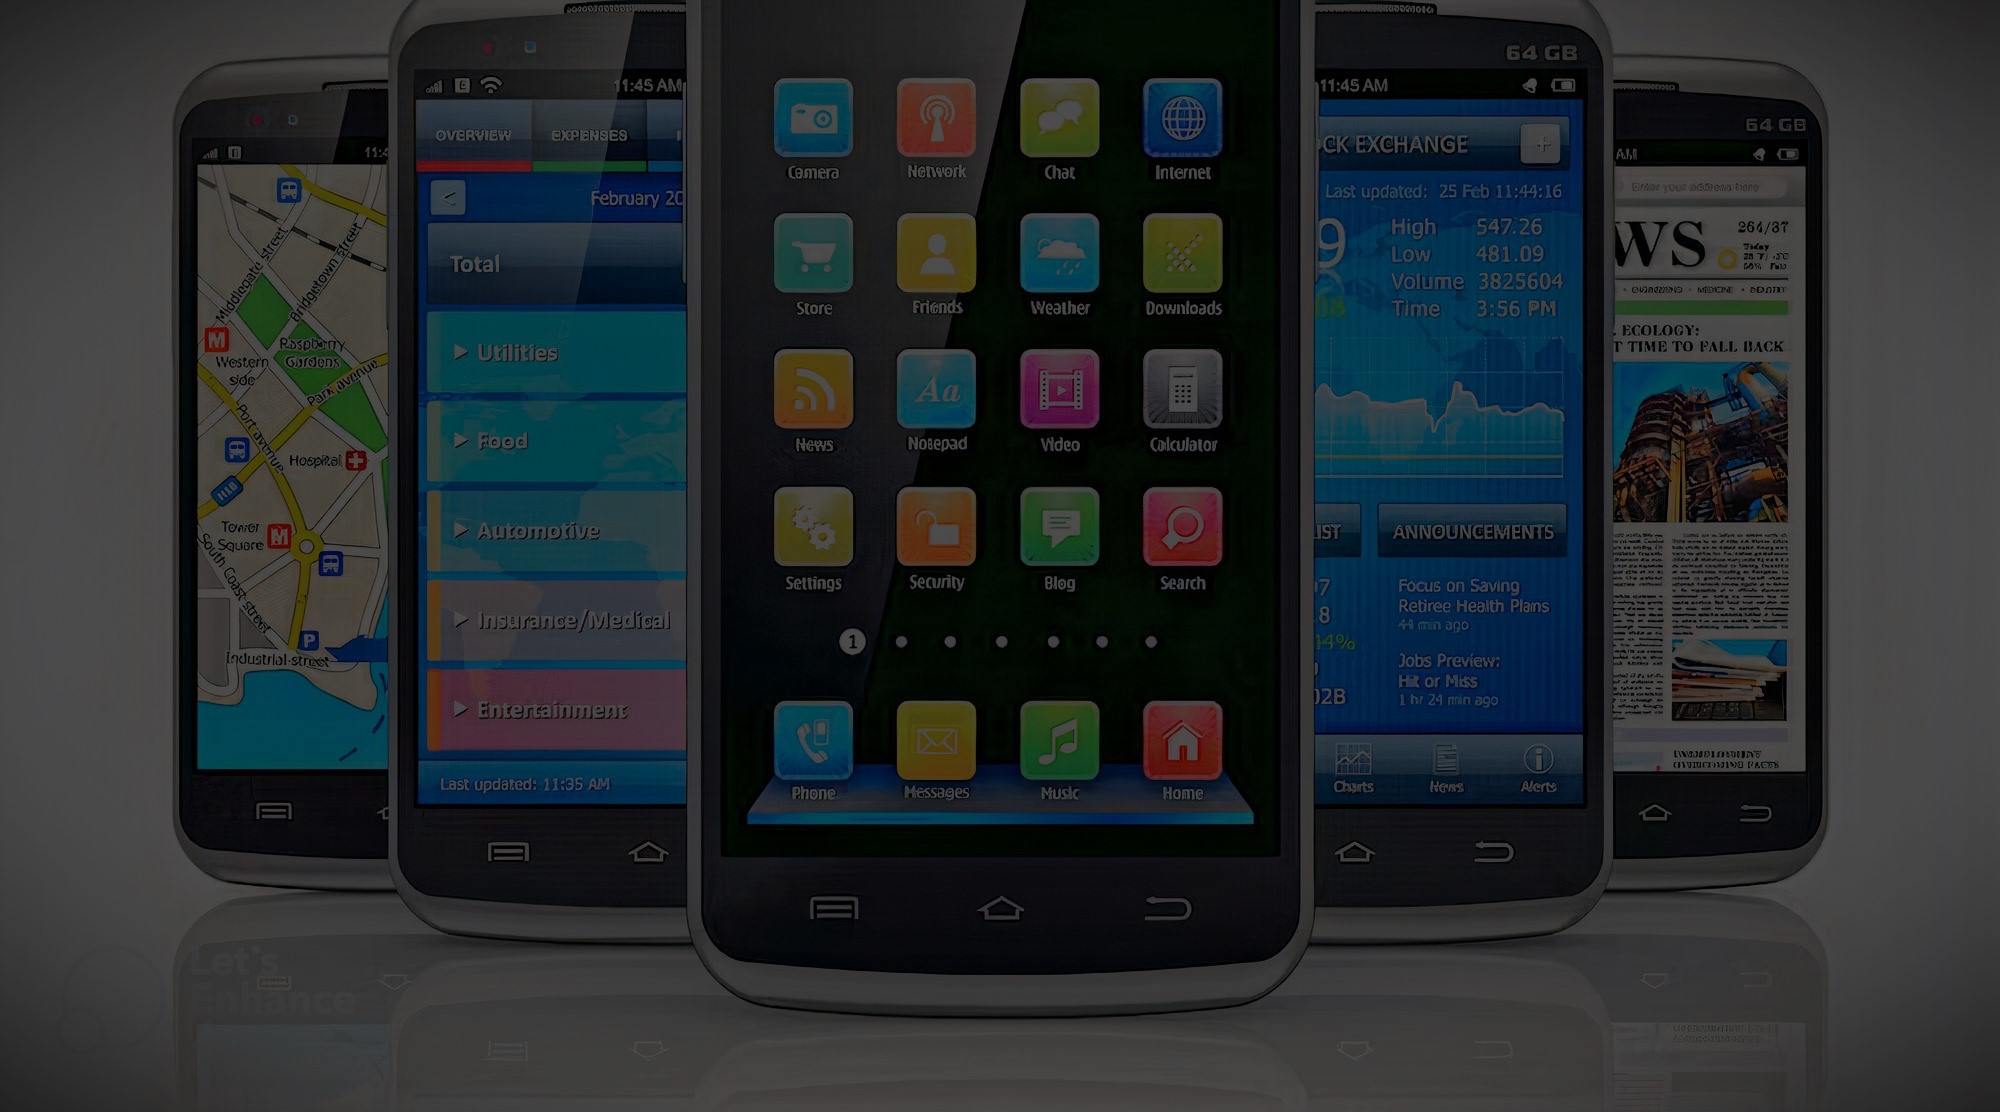 11:4
Middlegate street
Bridgetown street
Western
side
Raspberry
Gardens
Park avenue
Port avenue
Hospital
H18
Tower
Square
South Coast street
P
Industrial street
11:45 AM
OVERVIEW
EXPENSES
<
February 20
Total
Utilities
Food
Automotive
Insurance/Medical
Entertainment
Last updated: 11:35 AM
Camera
Network
Chat
Internet
Store
Friends
Weather
Downloads
News
Aa
Notepad
Video
Calculator
Settings
Security
Blog
Search
1
Phone
Messages
Music
Home
64 GB
11:45 AM
CK EXCHANGE
+
Last updated: 25 Feb 11:44:16
9
High 547.26
Low 481.09
Volume 3825604
Time 3:56 PM
IST
ANNOUNCEMENTS
Focus on Saving
Retiree Health Plans
44 min ago
Jobs Preview:
Hit or Miss
1 hr 24 min ago
Charts
News
Alerts
64 GB
AM
Enter your address here
WS
264/37
Today
ECOLOGY:
T TIME TO FALL BACK
Let's
Enhance